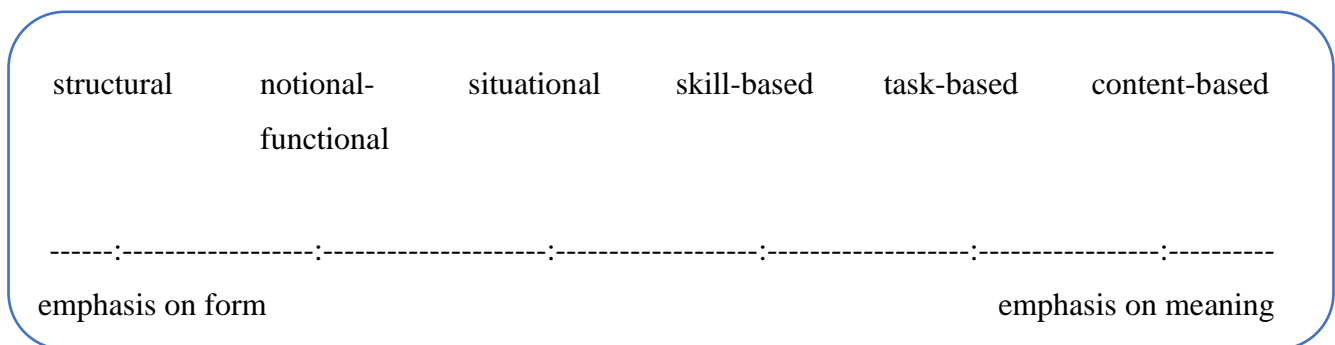 structural notional- situational skill-based task-based content-based
functional
------:------------------:---------------------:-------------------:-------------------:-----------------:----------
emphasis on form emphasis on meaning